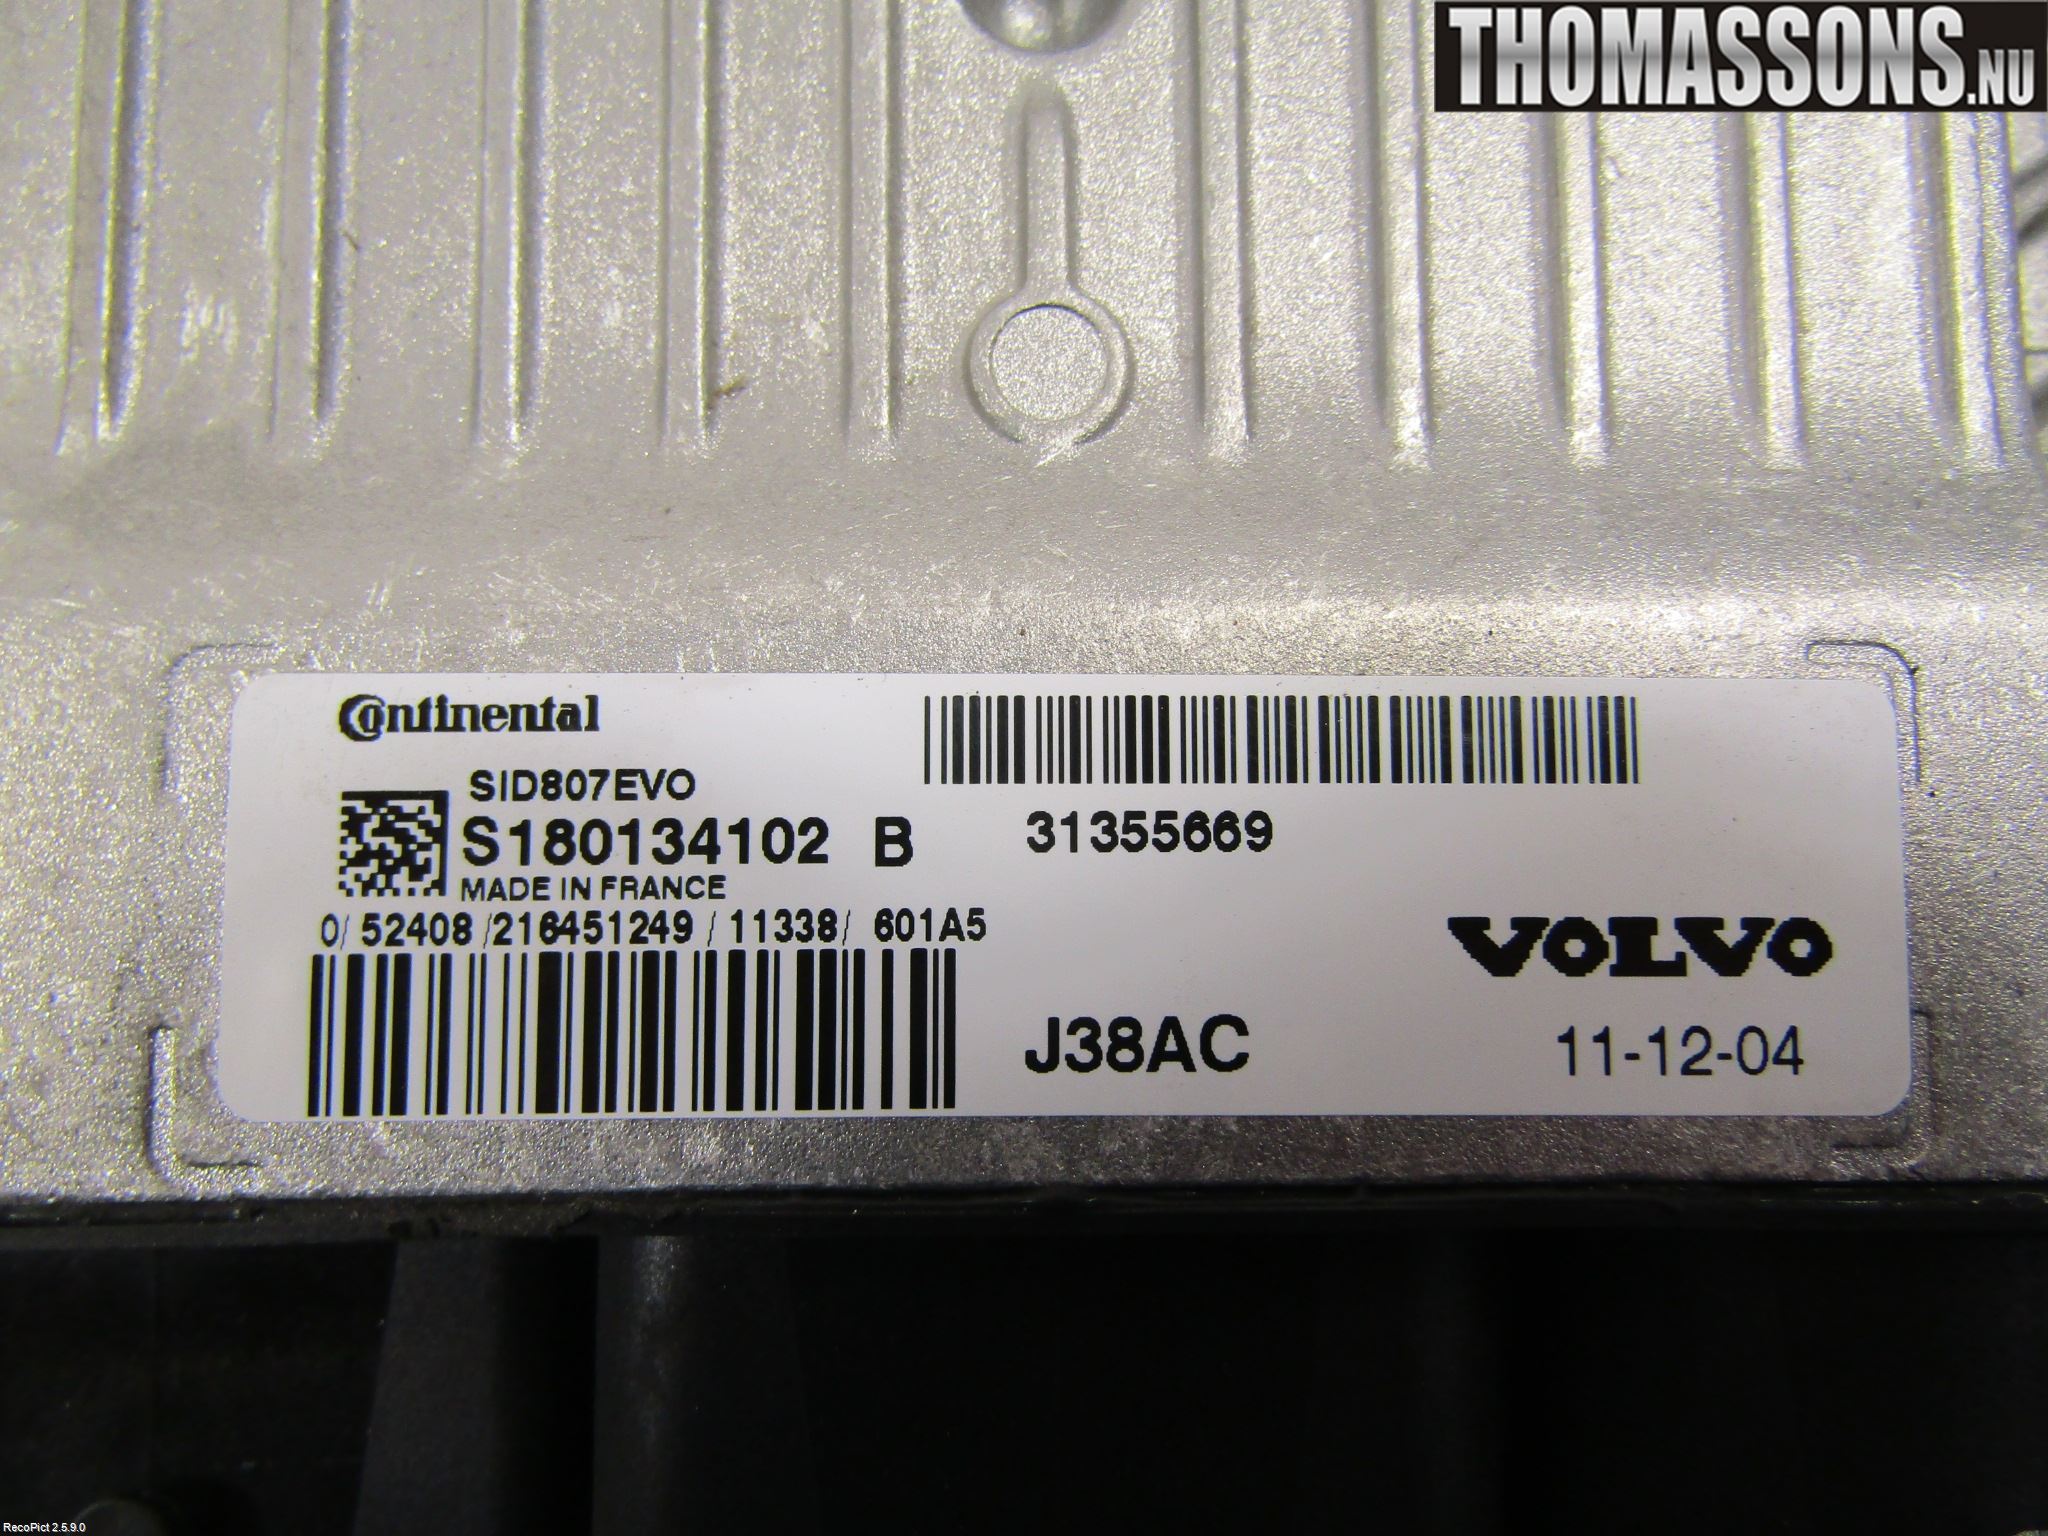 THOMASSONS.NU
Continental
SID807EVO
S180134102 B
MADE IN FRANCE
0/ 52408 /216451249 /11338/ 601A5
31355669
VOLVO
J38AC
11-12-04
RecoPict 2.5.9.0